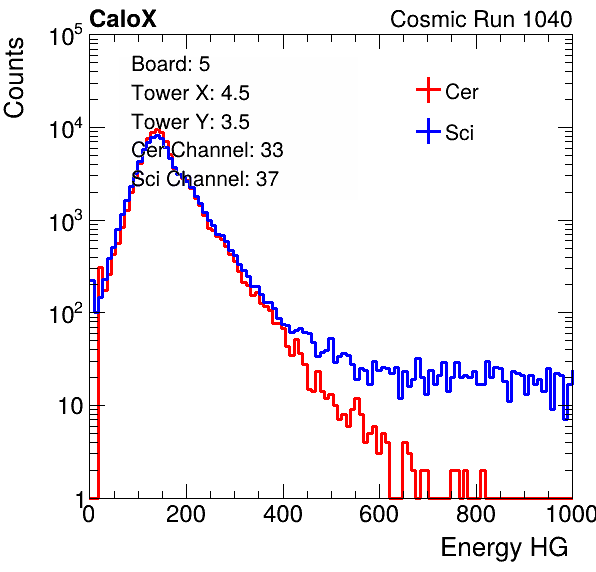 CaloX Cosmic Run 1040
Counts
Board: 5
Tower X: 4.5
Tower Y: 3.5
Cer Channel: 33
Sci Channel: 37
Cer
Sci
10^5
10^4
10^3
10^2
10
1
0 200 400 600 800 1000
Energy HG